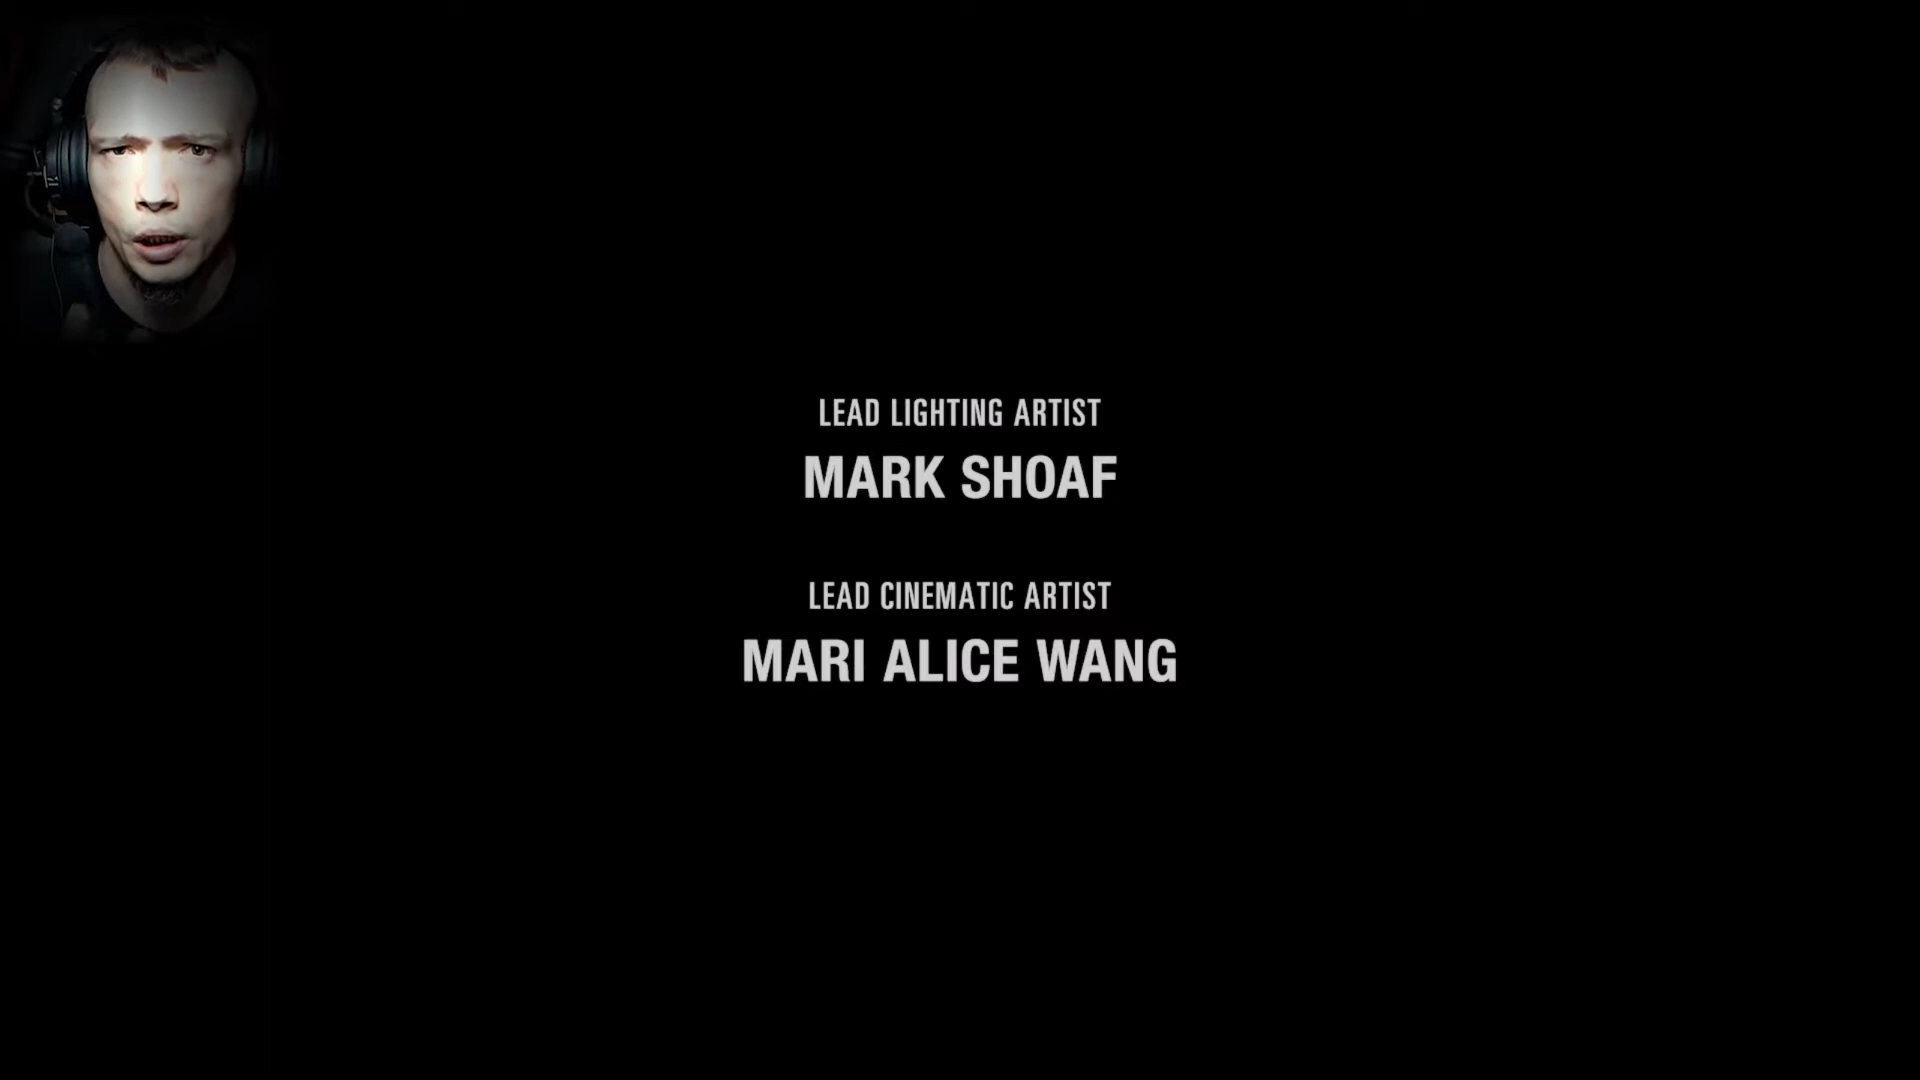 LEAD LIGHTING ARTIST
MARK SHOAF
LEAD CINEMATIC ARTIST
MARI ALICE WANG